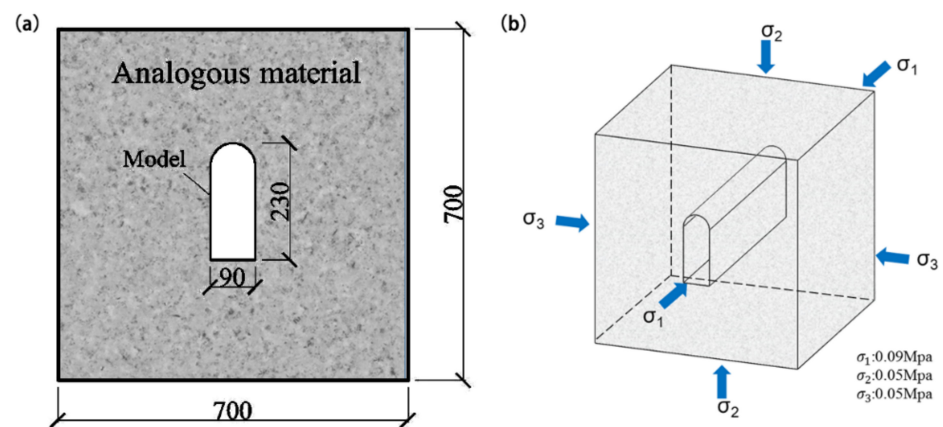 (a)
Analogous material
Model
230
90
700
700
(b)
σ2
σ1
σ3
σ3
σ1
σ2
σ1:0.09Mpa
σ2:0.05Mpa
σ3:0.05Mpa